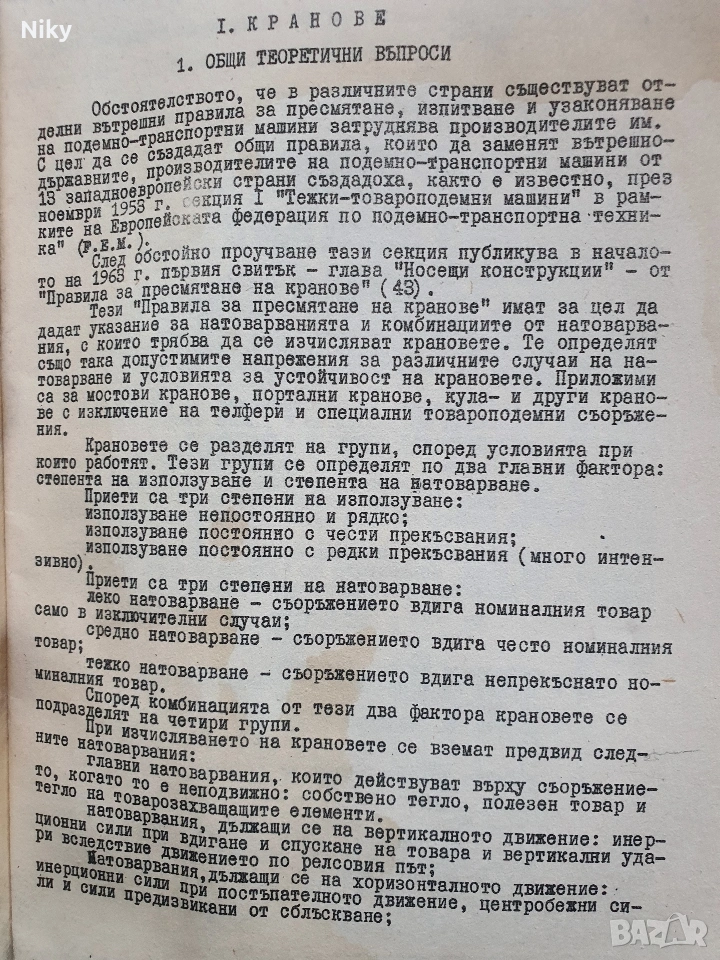 Niky
I. КРАНОВЕ
1. ОБЩИ ТЕОРЕТИЧНИ ВЪПРОСИ
Обстоятелството, че в различните страни съществуват от-
делни вътрешни правила за пресмятане, изпитване и узаконяване
на подемно-транспортни машини затруднява производителите им.
С цел да се създадат общи правила, които да заменят вътрешно-
държавните, производителите на подемно-транспортни машини от
13 западноевропейски страни създадоха, както е известно, през
ноември 1953 г. секция I "Тежки-товароподемни машини" в рам-
ките на Европейската федерация по подемно-транспортна техни-
ка" (F.E.M.).
След обстойно проучване тази секция публикува в начало-
то на 1963 г. първия свитък - глава "Носещи конструкции" - от
"Правила за пресмятане на кранове" (43).
Тези "Правила за пресмятане на кранове" имат за цел да
дадат указание за натоварванията и комбинациите от натоварва-
ния, с които трябва да се изчисляват крановете. Те определят
също така допустимите напрежения за различните случаи на на-
товарване и условията за устойчивост на крановете. Приложими
са за мостови кранове, портални кранове, кула- и други крано-
ве с изключение на телфери и специални товароподемни съоръже-
ния.
Крановете се разделят на групи, според условията при
които работят. Тези групи се определят по два главни фактора:
степента на използуване и степента на натоварване.
Приети са три степени на използуване:
използуване непостоянно и рядко;
използуване постоянно с чести прекъсвания;
използуване постоянно с редки прекъсвания (много интен-
зивно).
Приети са три степени на натоварване:
леко натоварване - съоръжението вдига номиналния товар
само в изключителни случаи;
средно натоварване - съоръжението вдига често номиналния
товар;
тежко натоварване - съоръжението вдига непрекъснато но-
миналния товар.
Според комбинацията от тези два фактора крановете се
подразделят на четири групи.
При изчисляването на крановете се вземат предвид след-
ните натоварвания:
главни натоварвания, които действуват върху съоръжение-
то, когато то е неподвижно: собствено тегло, полезен товар и
тегло на товарозахващащите елементи.
натоварвания, дължащи се на вертикалното движение: инер-
ционни сили при вдигане и спускане на товара и вертикални уда-
ри вследствие движението по релсовия път;
Натоварвания, дължащи се на хоризонталното движение:
инерционни сили при постъпателното движение, центробежни си-
ли и сили предизвикани от сблъскване;
BAZAR